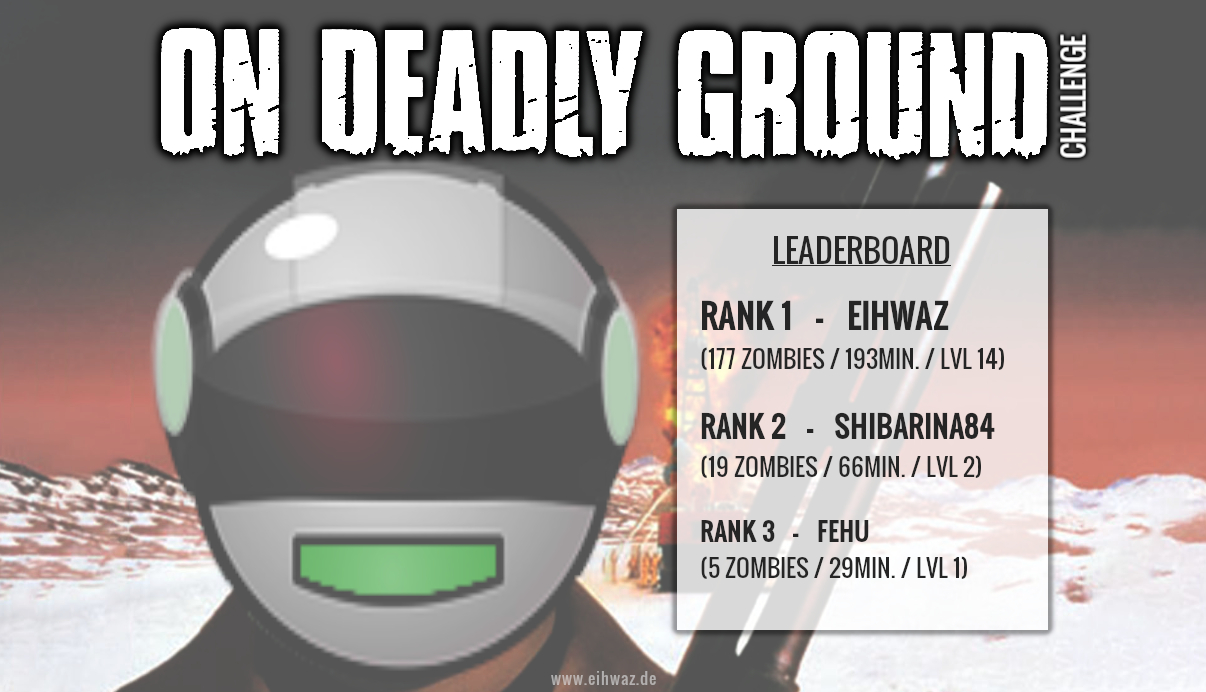 ON DEADLY GROUND
CHALLENGE
LEADERBOARD
RANK 1 - EIHWAZ
(177 ZOMBIES / 193MIN. / LVL 14)
RANK 2 - SHIBARINA84
(19 ZOMBIES / 66MIN. / LVL 2)
RANK 3 - FEHU
(5 ZOMBIES / 29MIN. / LVL 1)
www.eihwaz.de